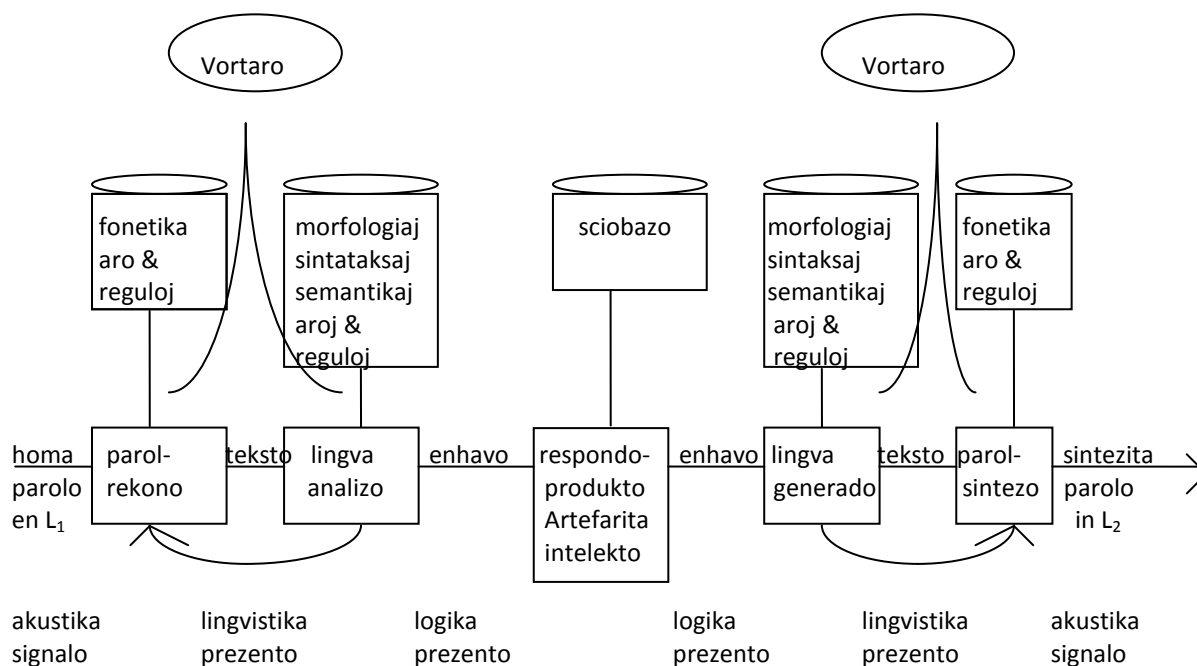 Vortaro
Vortaro
fonetika
aro &
reguloj
morfologiaj
sintataksaj
semantikaj
aroj &
reguloj
sciobazo
morfologiaj
sintaksaj
semantikaj
aroj &
reguloj
fonetika
aro &
reguloj
homa
parolo
en L₁
parol-
rekono
teksto
lingva
analizo
enhavo
respondo-
produkto
Artefarita
intelekto
enhavo
lingva
generado
teksto
parol-
sintezo
sintezita
parolo
in L₂
akustika
signalo
lingvistika
prezento
logika
prezento
logika
prezento
lingvistika
prezento
akustika
signalo